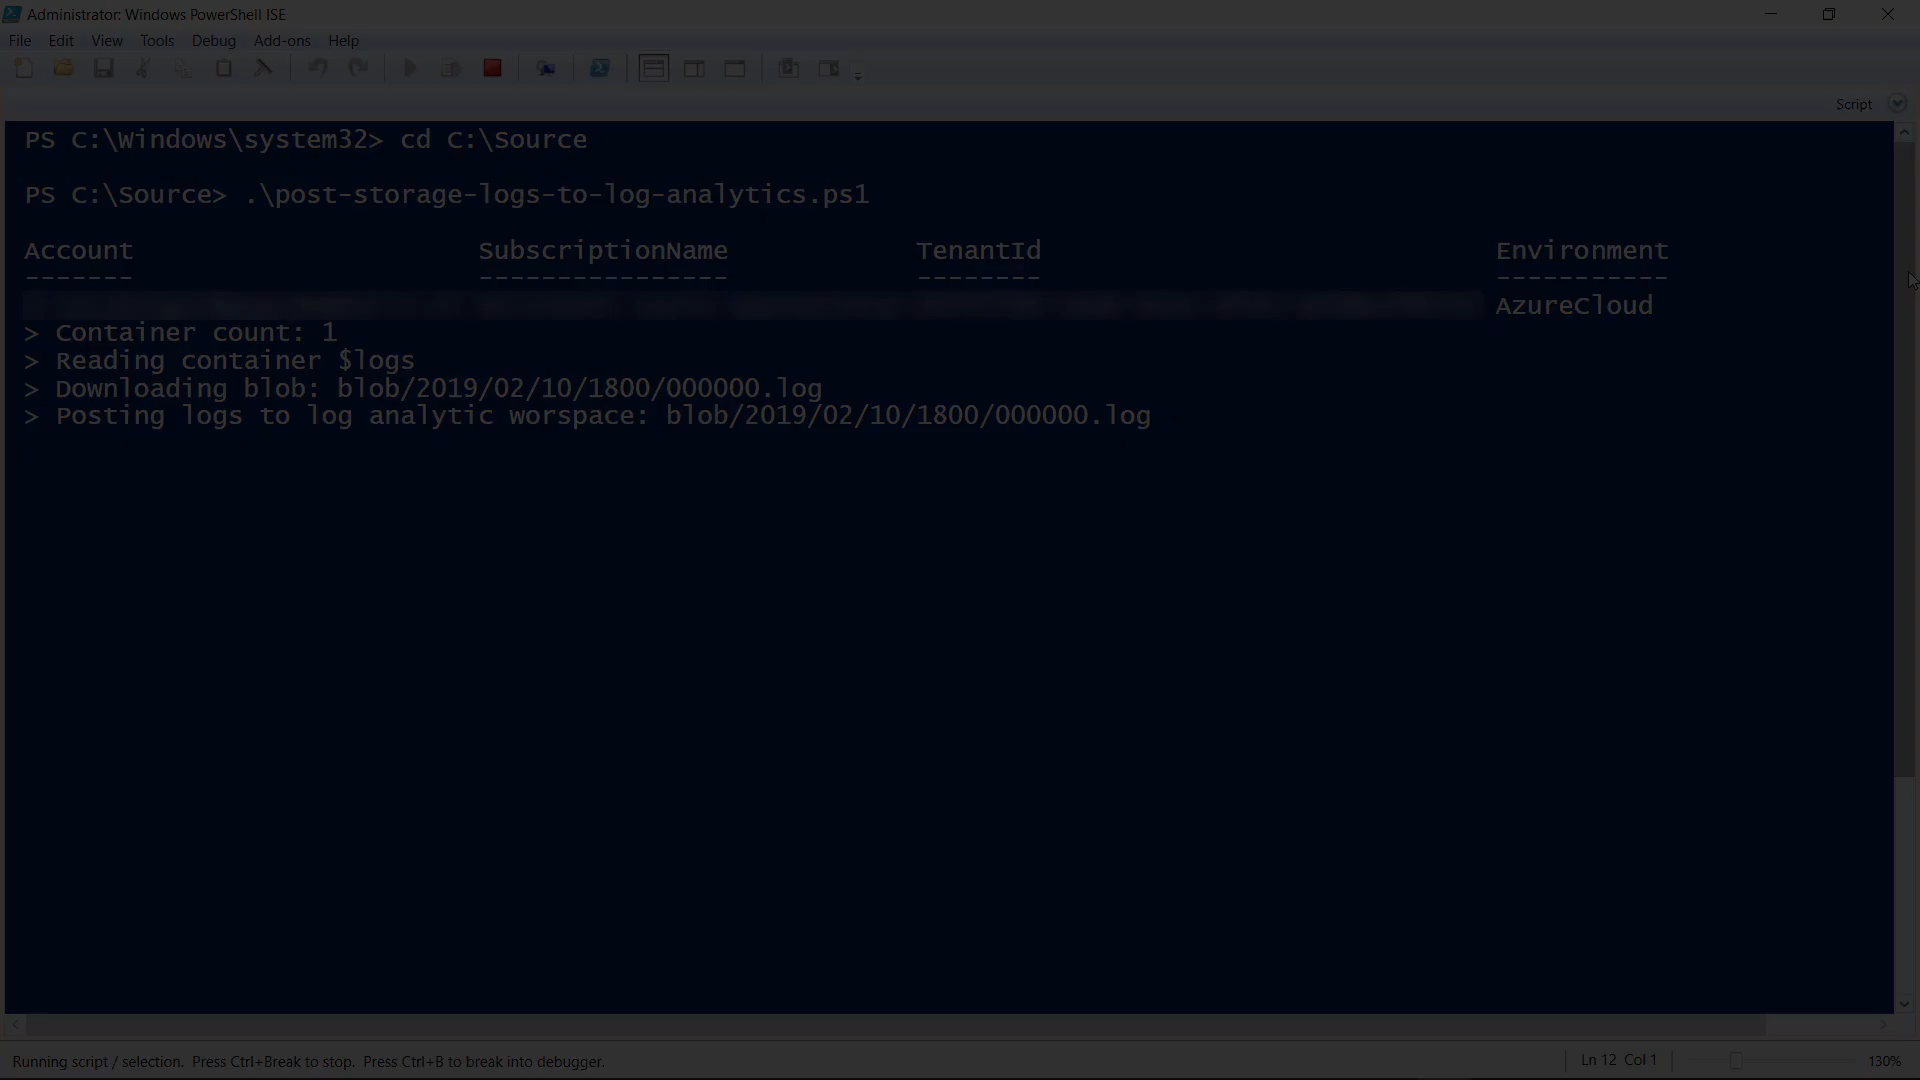 Administrator: Windows PowerShell ISE
File Edit View Tools Debug Add-ons Help
Script
PS C:\Windows\system32> cd C:\Source
PS C:\Source> .\post-storage-logs-to-log-analytics.ps1
Account SubscriptionName TenantId Environment
------- ---------------- -------- -----------
AzureCloud
> Container count: 1
> Reading container $logs
> Downloading blob: blob/2019/02/10/1800/000000.log
> Posting logs to log analytic worspace: blob/2019/02/10/1800/000000.log
Running script / selection. Press Ctrl+Break to stop. Press Ctrl+B to break into debugger. Ln 12 Col 1 130%